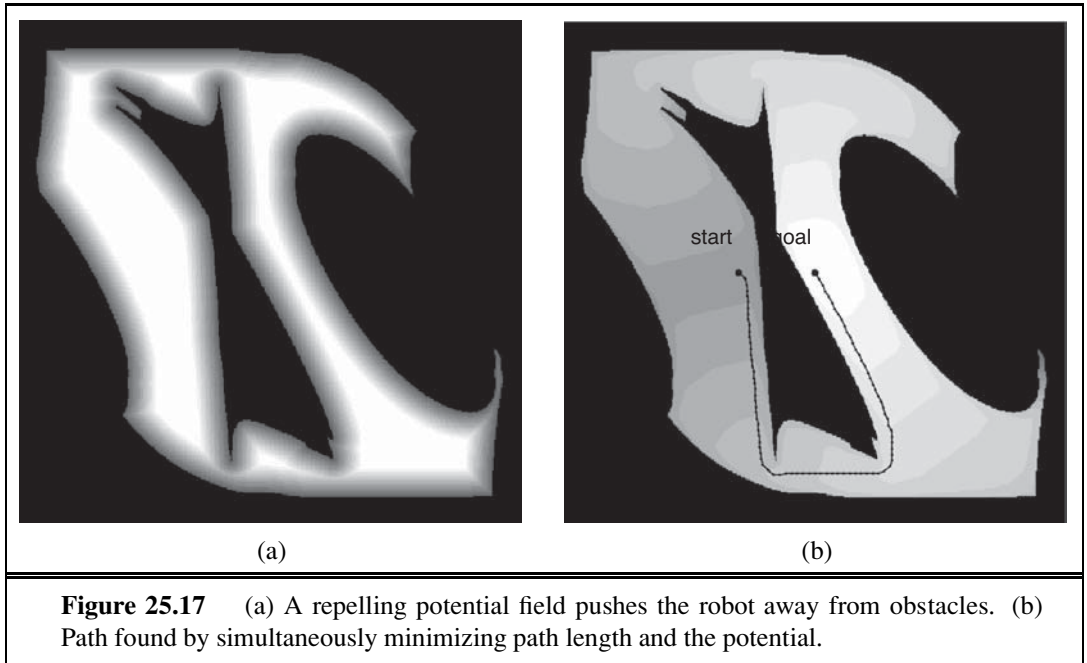 start goal
(a) (b)
Figure 25.17 (a) A repelling potential field pushes the robot away from obstacles. (b)
Path found by simultaneously minimizing path length and the potential.